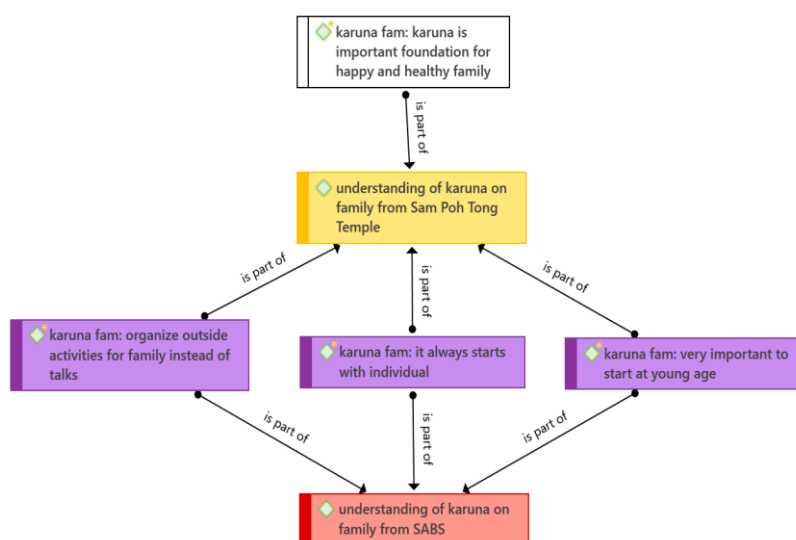 karuna fam: karuna is
important foundation for
happy and healthy family
is part of
understanding of karuna on
family from Sam Poh Tong
Temple
is part of
is part of
is part of
karuna fam: organize outside
activities for family instead of
talks
karuna fam: it always starts
with individual
karuna fam: very important to
start at young age
is part of
is part of
is part of
understanding of karuna on
family from SABS